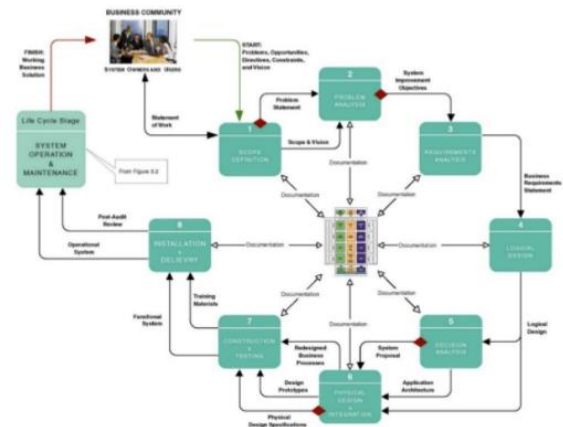 BUSINESS COMMUNITY
SYSTEM OWNERS AND USERS
FINISH:
Working
Business
Solution
START:
Problems, Opportunities,
Directives, Constraints,
and Vision
Statement
of Work
Life Cycle Stage
SYSTEM
OPERATION
&
MAINTENANCE
From Figure 3.2
1
SCOPE
DEFINITION
Problem
Statement
Scope & Vision
2
PROBLEM
ANALYSIS
System
Improvement
Objectives
3
REQUIREMENTS
ANALYSIS
Business
Requirements
Statement
4
LOGICAL
DESIGN
Logical
Design
5
DECISION
ANALYSIS
System
Proposal
Application
Architecture
6
PHYSICAL
DESIGN +
INTEGRATION
Redesigned
Business
Processes
Design
Prototypes
Physical
Design Specifications
7
CONSTRUCTION
+
TESTING
Training
Materials
Functional
System
8
INSTALLATION
+
DELIEVRY
Post-Audit
Review
Operational
System
Documentation
Documentation
Documentation
Documentation
Documentation
Documentation
Documentation
Documentation